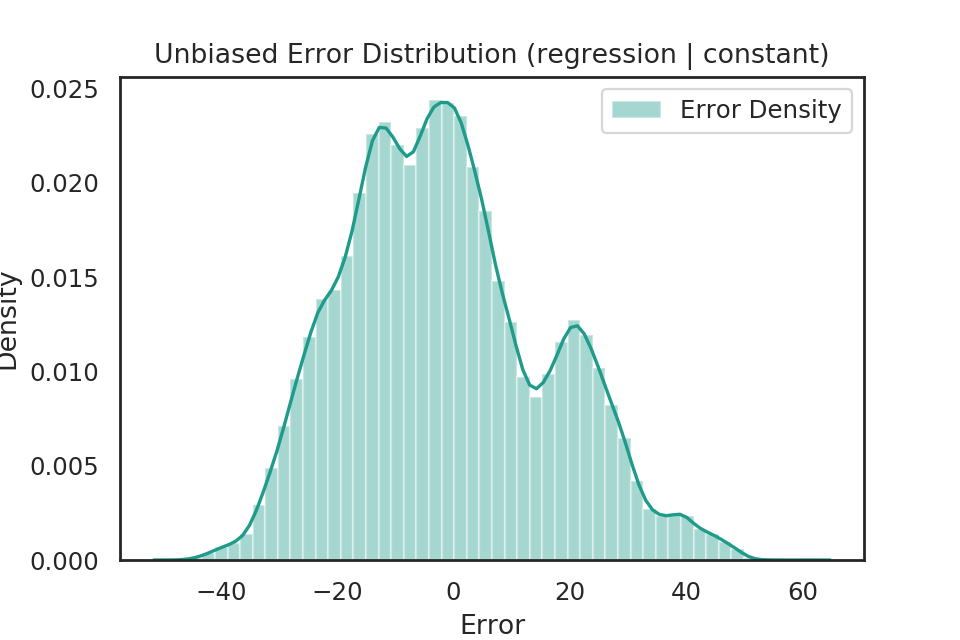 Unbiased Error Distribution (regression | constant)
Error Density
Density
0.025
0.020
0.015
0.010
0.005
0.000
−40 −20 0 20 40 60
Error